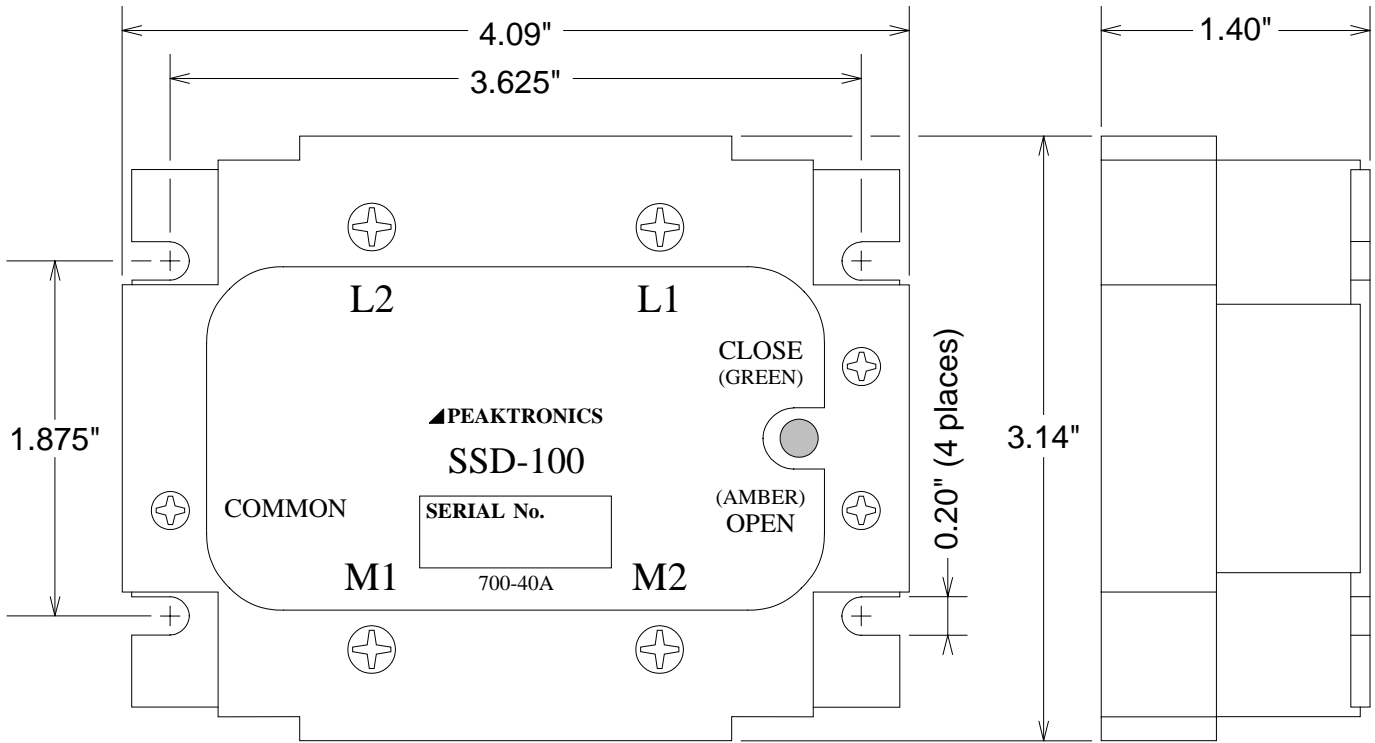 4.09"
1.40"
3.625"
L2
L1
CLOSE
(GREEN)
PEAKTRONICS
1.875"
SSD-100
3.14"
0.20" (4 places)
COMMON
SERIAL No.
(AMBER)
OPEN
M1
700-40A
M2